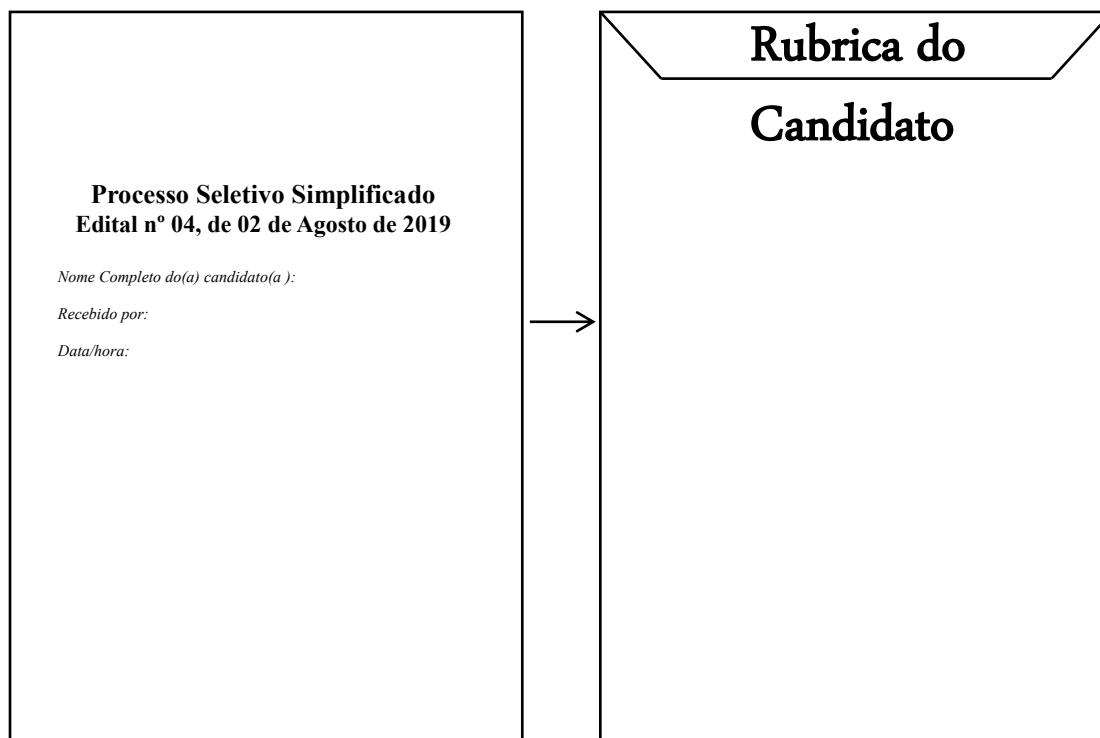 Processo Seletivo Simplificado
Edital nº 04, de 02 de Agosto de 2019
Nome Completo do(a) candidato(a ):
Recebido por:
Data/hora:
Rubrica do
Candidato